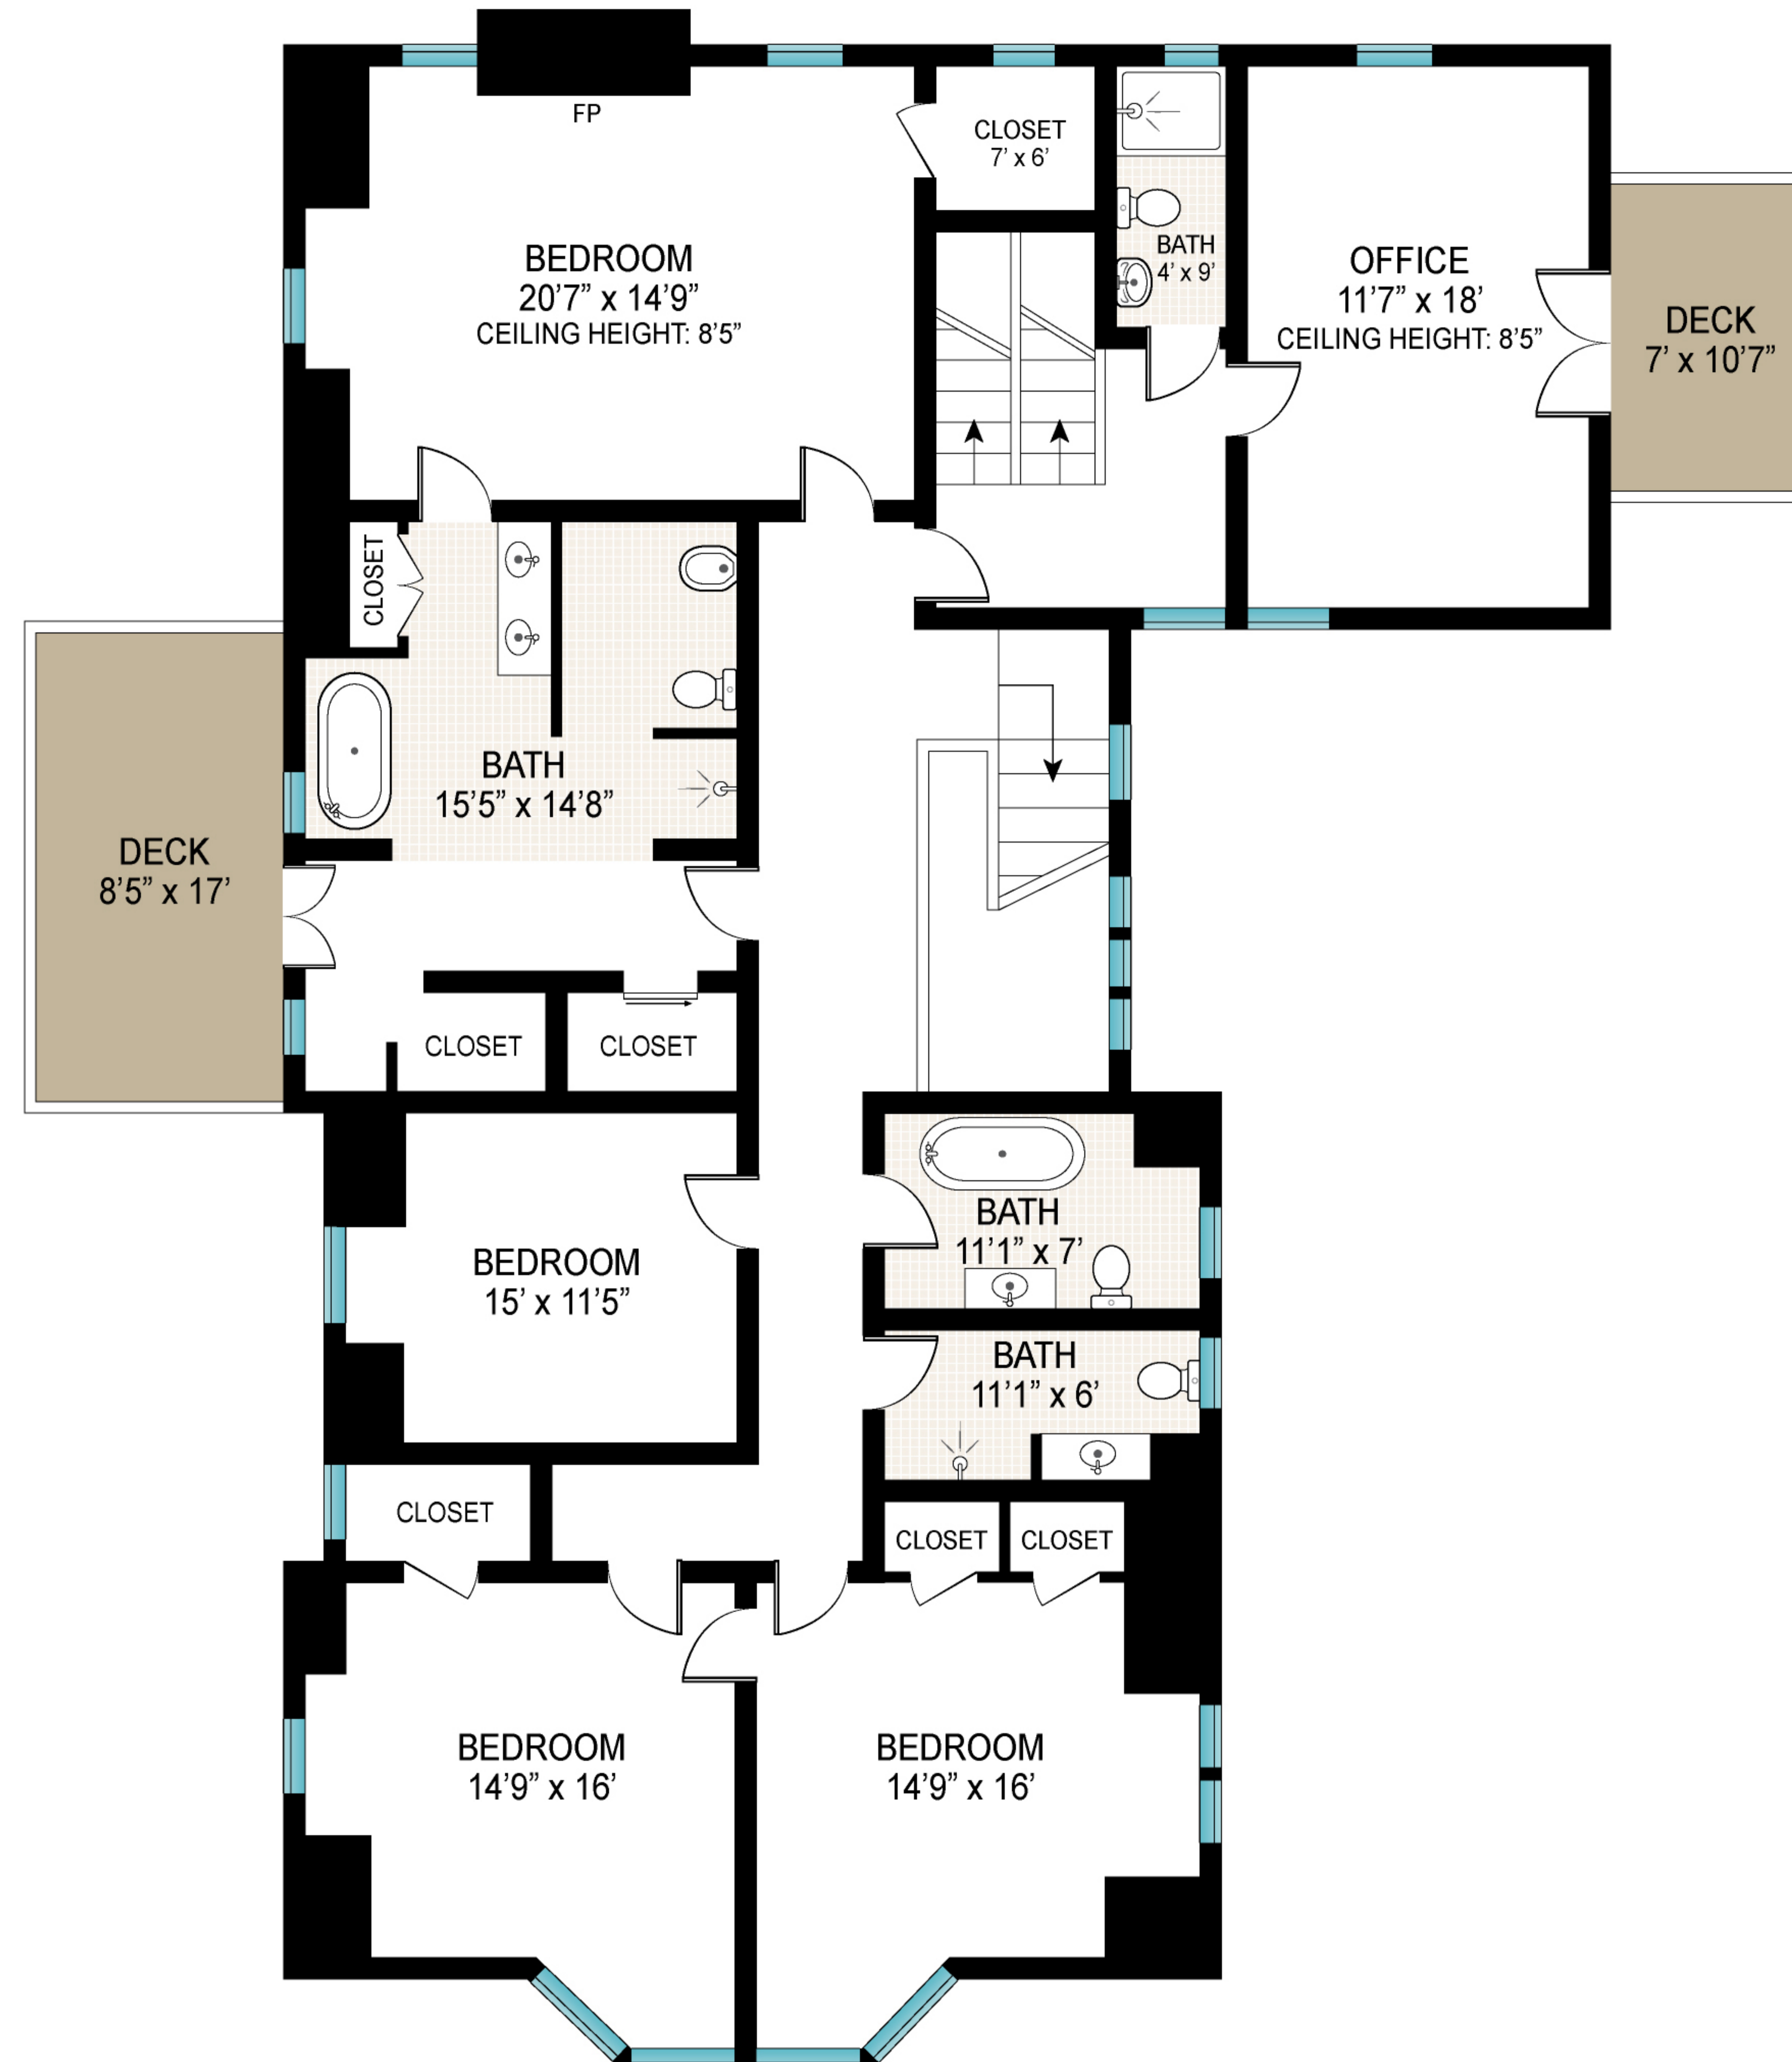 FP
CLOSET
7’ x 6’
BEDROOM
20’7” x 14’9”
CEILING HEIGHT: 8’5”
BATH
4’ x 9’
OFFICE
11’7” x 18’
CEILING HEIGHT: 8’5”
DECK
7’ x 10’7”
CLOSET
BATH
15’5” x 14’8”
DECK
8’5” x 17’
CLOSET
CLOSET
BEDROOM
15’ x 11’5”
BATH
11’1” x 7’
BATH
11’1” x 6’
CLOSET
CLOSET
CLOSET
BEDROOM
14’9” x 16’
BEDROOM
14’9” x 16’